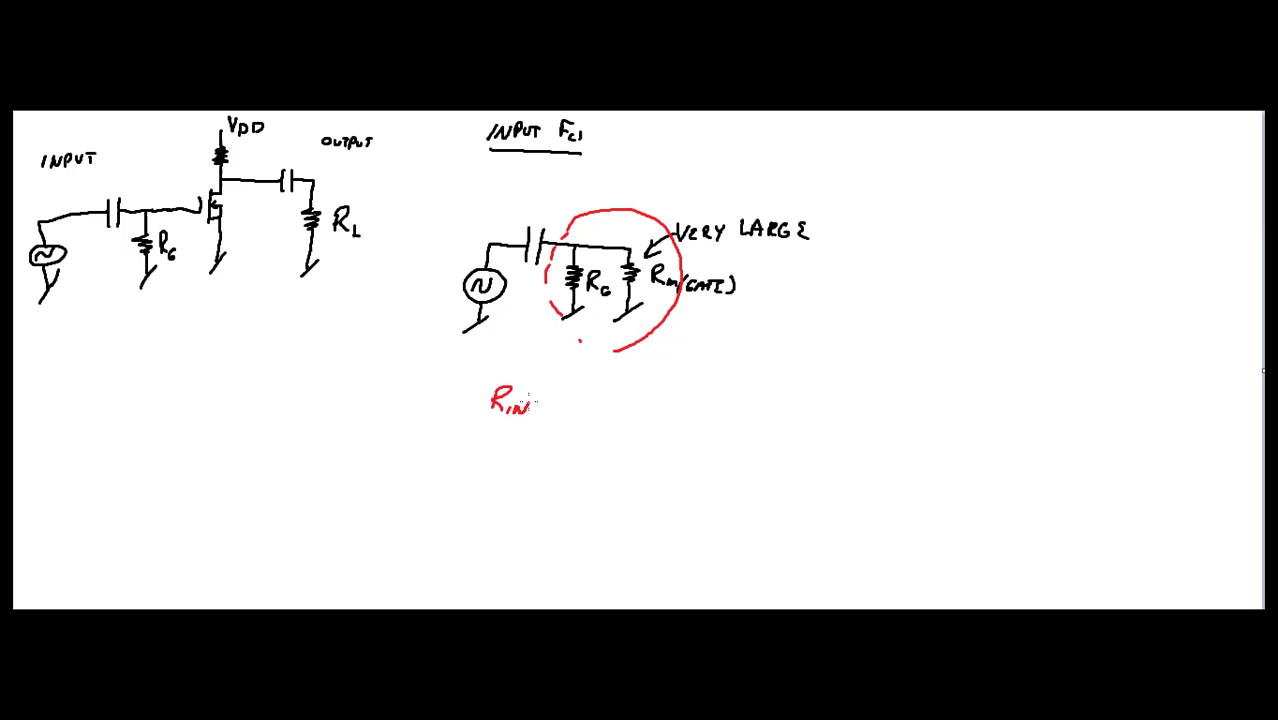 VDD
INPUT
OUTPUT
RG
RL
INPUT Fc1
VERY LARGE
RG
Rin(GATE)
RIN